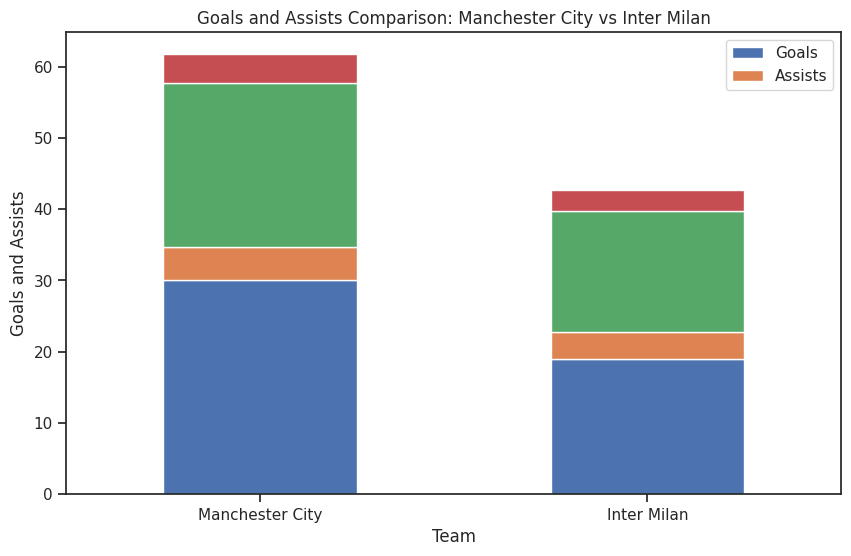 Goals and Assists Comparison: Manchester City vs Inter Milan
Goals
Assists
60
50
40
30
20
10
0
Goals and Assists
Manchester City
Inter Milan
Team